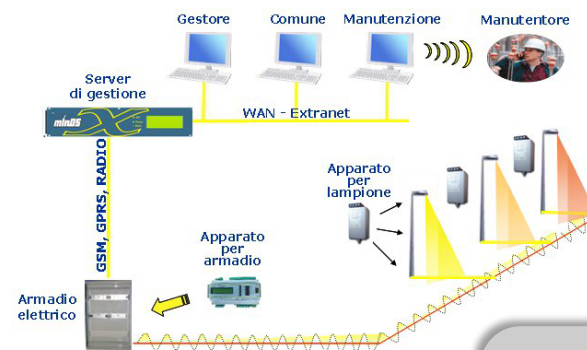 Gestore
Comune
Manutenzione
Manutentore
Server
di gestione
minOS
WAN - Extranet
GSM, GPRS, RADIO
Apparato
per
lampione
Apparato
per
armadio
Armadio
elettrico